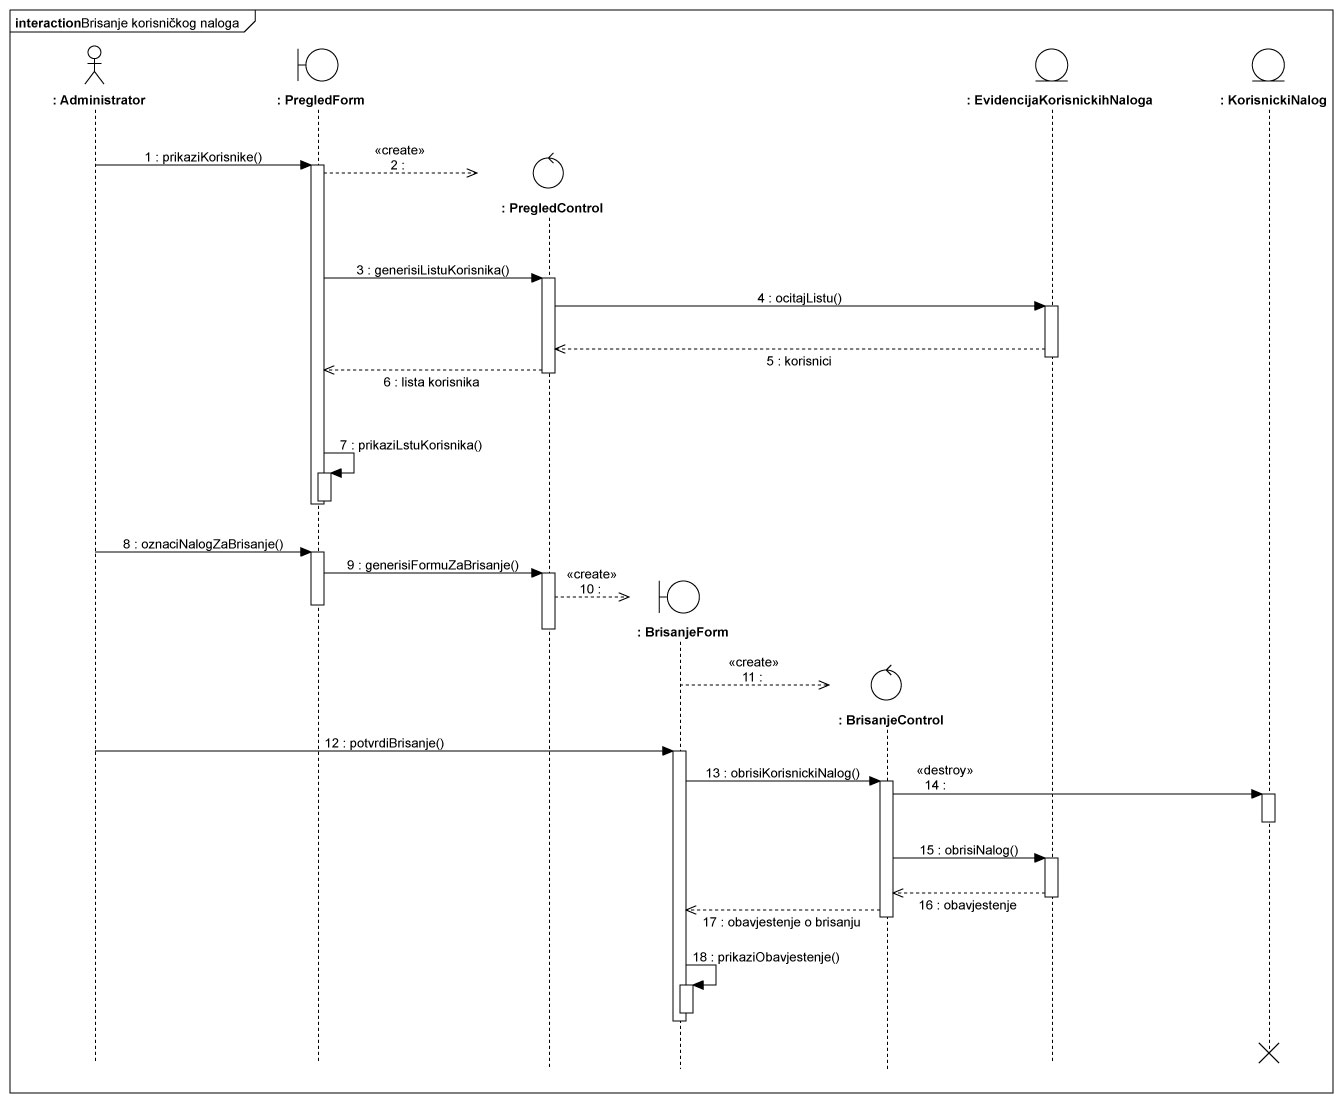 interactionBrisanje korisničkog naloga
: Administrator
: PregledForm
: EvidencijaKorisnickihNaloga
: KorisnickiNalog
1 : prikaziKorisnike()
«create»
2 :
: PregledControl
3 : generisiListuKorisnika()
4 : ocitajListu()
5 : korisnici
6 : lista korisnika
7 : prikaziLstuKorisnika()
8 : oznaciNalogZaBrisanje()
9 : generisiFormuZaBrisanje()
«create»
10 :
: BrisanjeForm
«create»
11 :
: BrisanjeControl
12 : potvrdiBrisanje()
13 : obrisiKorisnickiNalog()
«destroy»
14 :
15 : obrisiNalog()
16 : obavjestenje
17 : obavjestenje o brisanju
18 : prikaziObavjestenje()